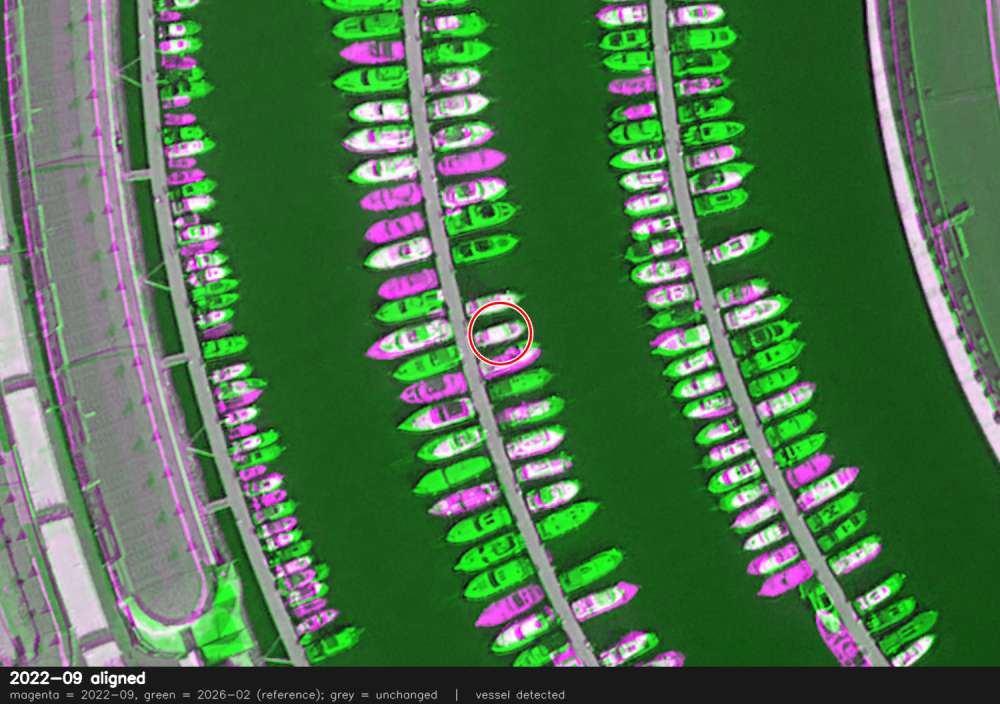 2022-09 aligned
magenta = 2022-09, green = 2026-02 (reference); grey = unchanged | vessel detected